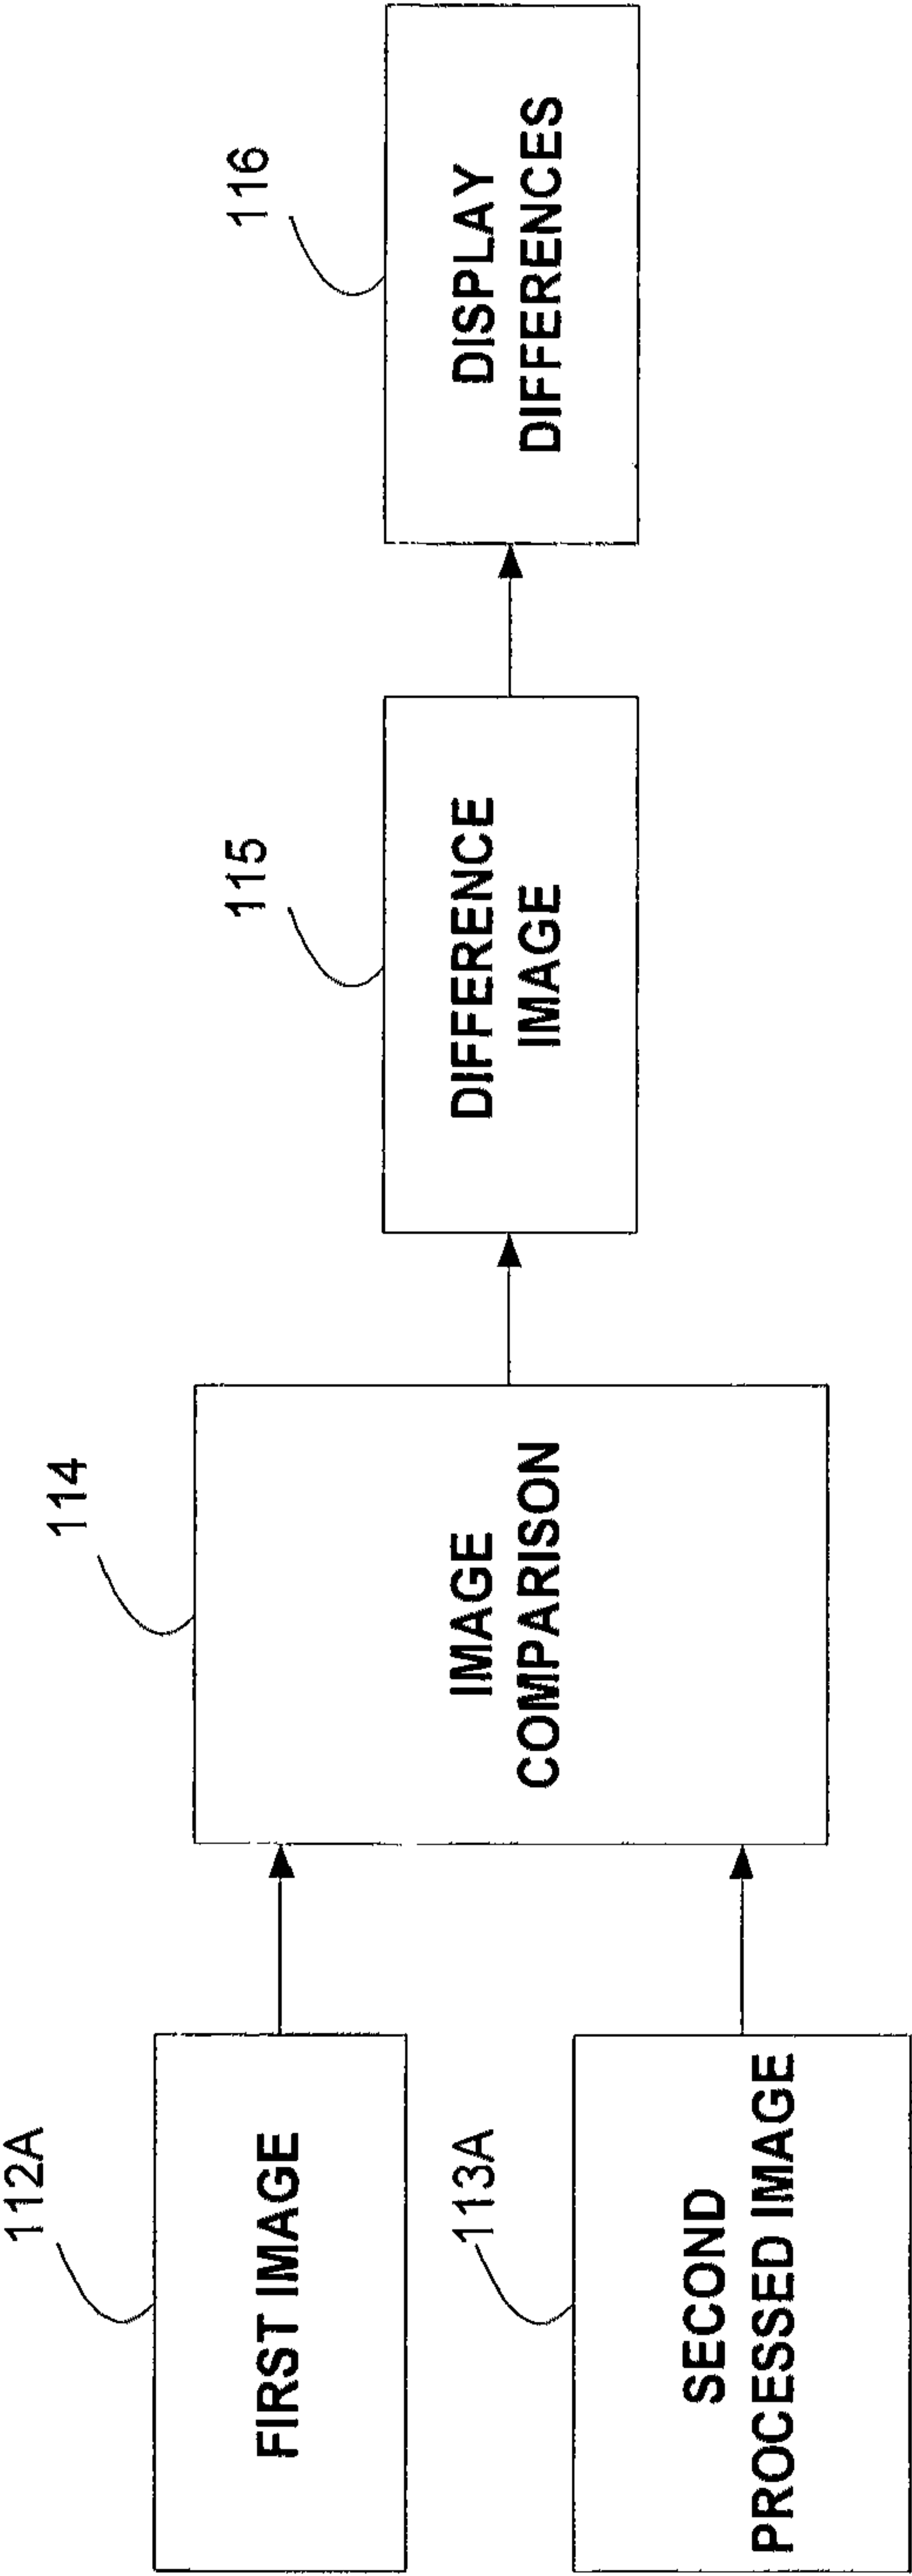 112A
FIRST IMAGE
113A
SECOND
PROCESSED IMAGE
114
IMAGE
COMPARISON
115
DIFFERENCE
IMAGE
116
DISPLAY
DIFFERENCES